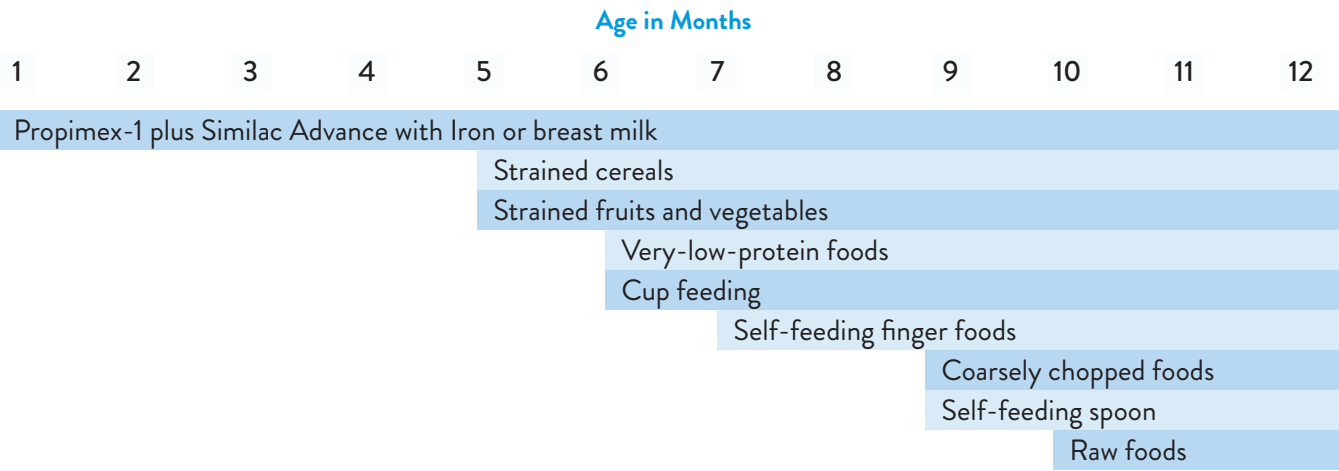 Age in Months
1 2 3 4 5 6 7 8 9 10 11 12
Propimex-1 plus Similac Advance with Iron or breast milk
Strained cereals
Strained fruits and vegetables
Very-low-protein foods
Cup feeding
Self-feeding finger foods
Coarsely chopped foods
Self-feeding spoon
Raw foods